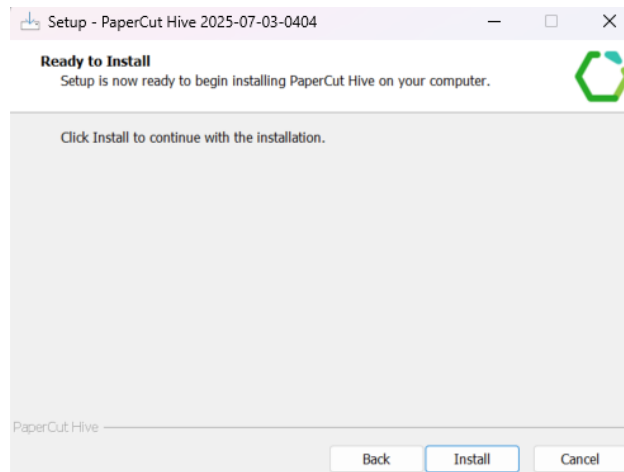 Setup - PaperCut Hive 2025-07-03-0404
Ready to Install
Setup is now ready to begin installing PaperCut Hive on your computer.
Click Install to continue with the installation.
PaperCut Hive
Back
Install
Cancel